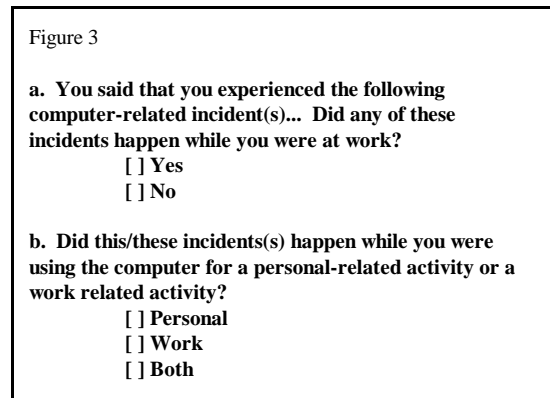 Figure 3
a. You said that you experienced the following
computer-related incident(s)... Did any of these
incidents happen while you were at work?
[ ] Yes
[ ] No
b. Did this/these incidents(s) happen while you were
using the computer for a personal-related activity or a
work related activity?
[ ] Personal
[ ] Work
[ ] Both